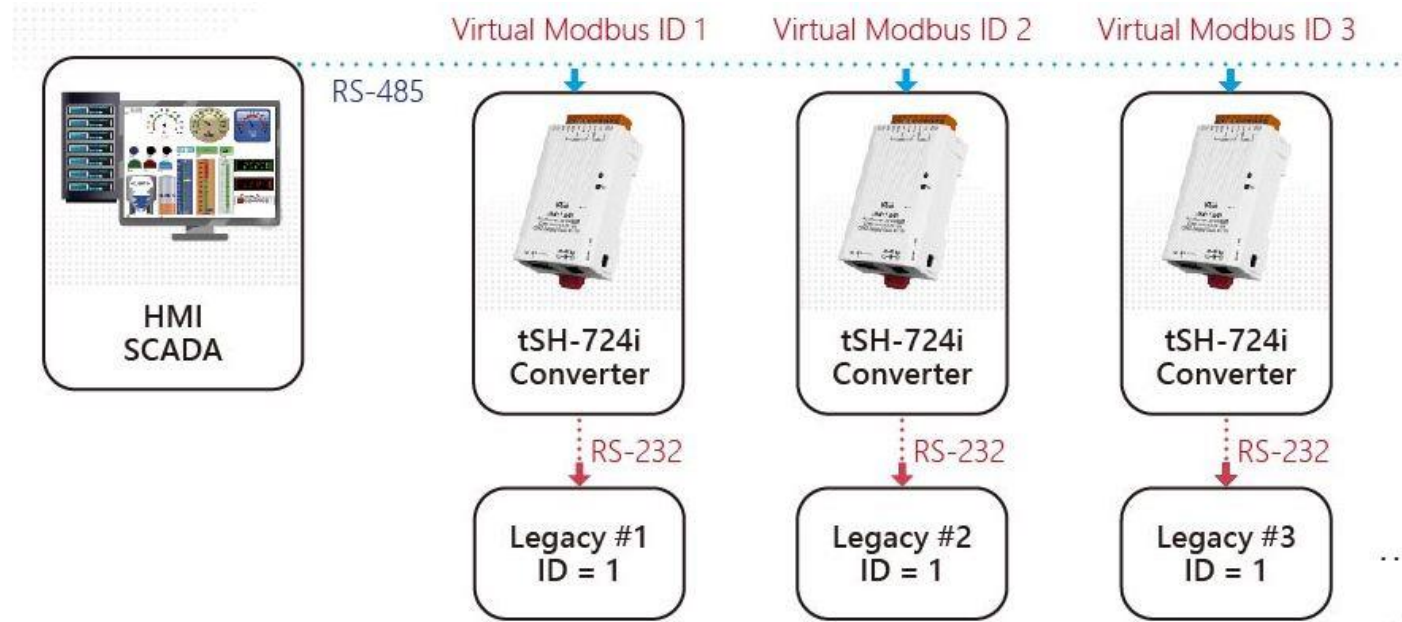 Virtual Modbus ID 1
Virtual Modbus ID 2
Virtual Modbus ID 3
RS-485
HMI
SCADA
tSH-724i
Converter
tSH-724i
Converter
tSH-724i
Converter
RS-232
RS-232
RS-232
Legacy #1
ID = 1
Legacy #2
ID = 1
Legacy #3
ID = 1
..